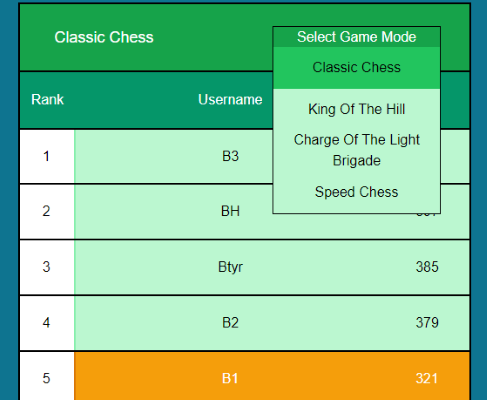 Classic Chess
Select Game Mode
Classic Chess
King Of The Hill
Charge Of The Light
Brigade
Speed Chess
Rank Username
1 B3
2 BH
3 Btyr 385
4 B2 379
5 B1 321